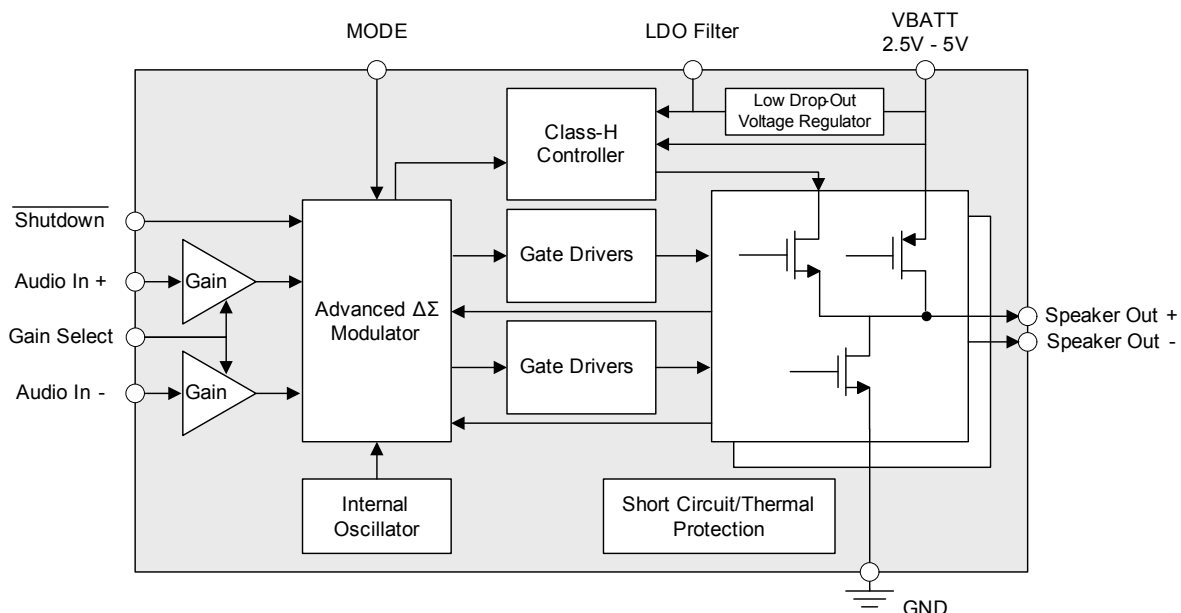 MODE
LDO Filter
VBATT
2.5V - 5V
Low Drop-Out
Voltage Regulator
Class-H
Controller
Shutdown
Gate Drivers
Audio In +
Gain
Advanced ΔΣ
Modulator
Gain Select
Speaker Out +
Speaker Out -
Gate Drivers
Audio In -
Gain
Internal
Oscillator
Short Circuit/Thermal
Protection
GND